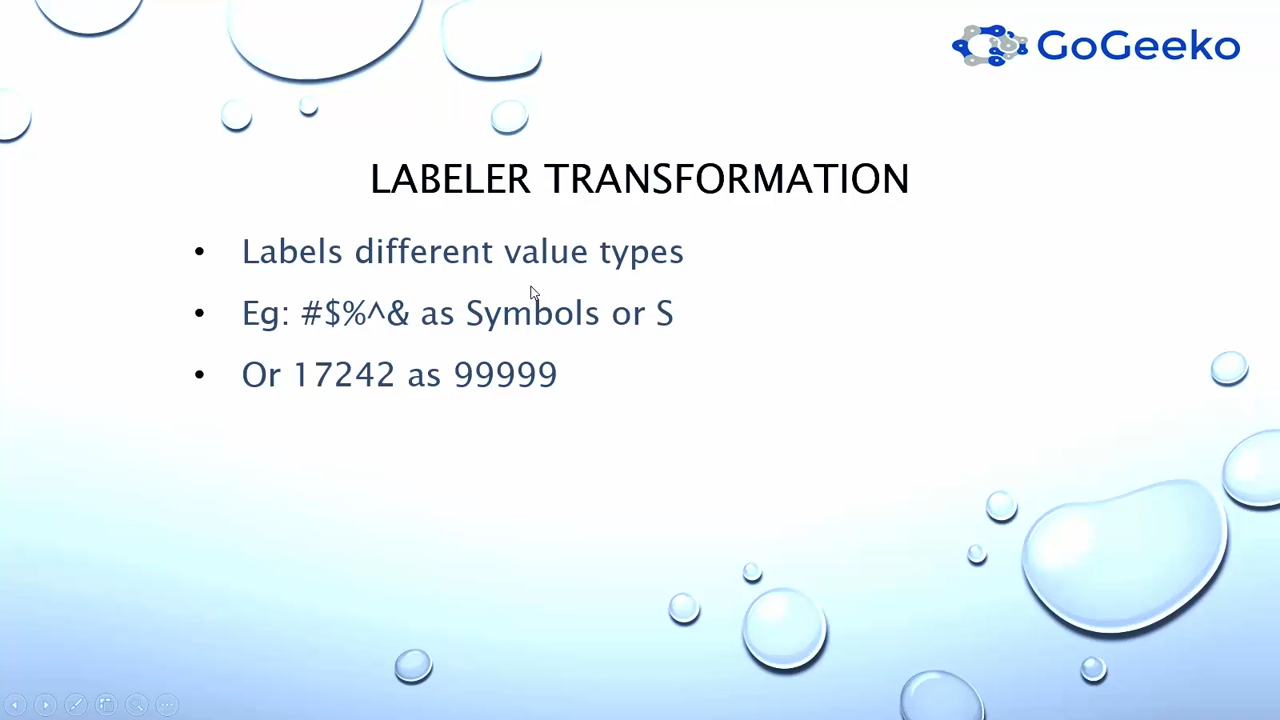 GoGeeko
LABELER TRANSFORMATION
• Labels different value types
• Eg: #$%^& as Symbols or S
• Or 17242 as 99999